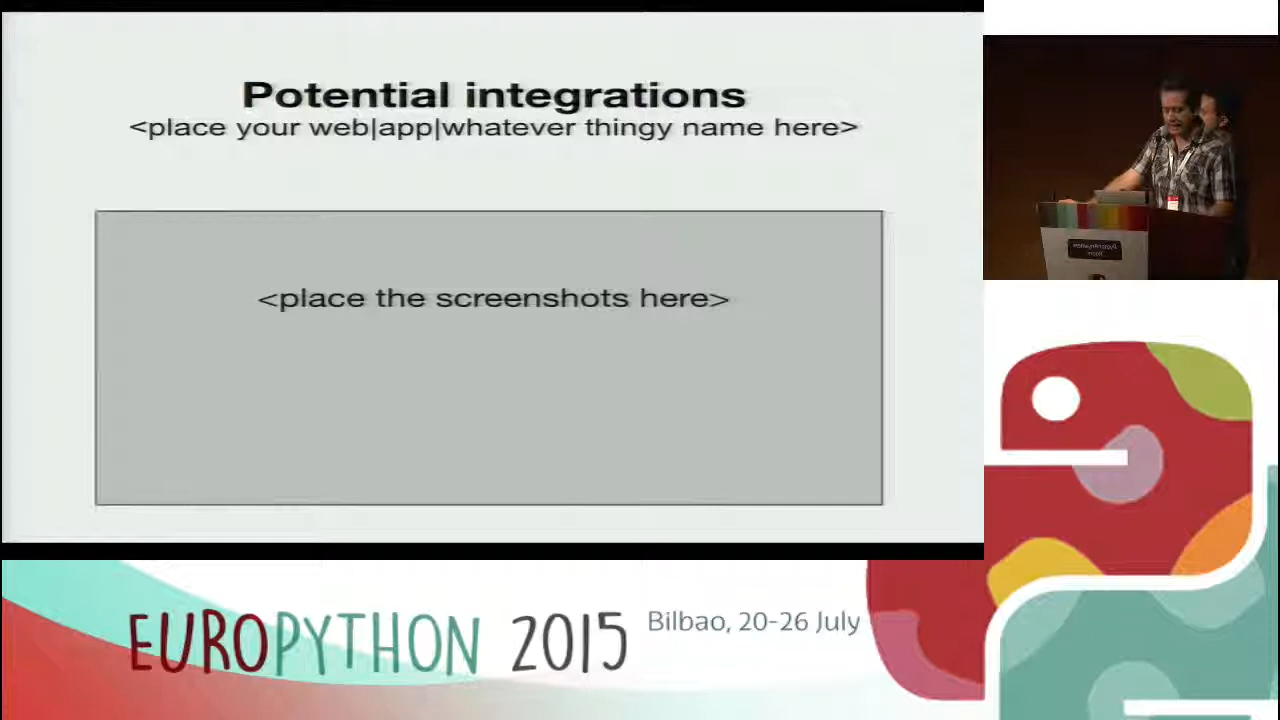 Potential integrations
<place your web|app|whatever thingy name here>
<place the screenshots here>
EUROPYTHON 2015
Bilbao, 20-26 July